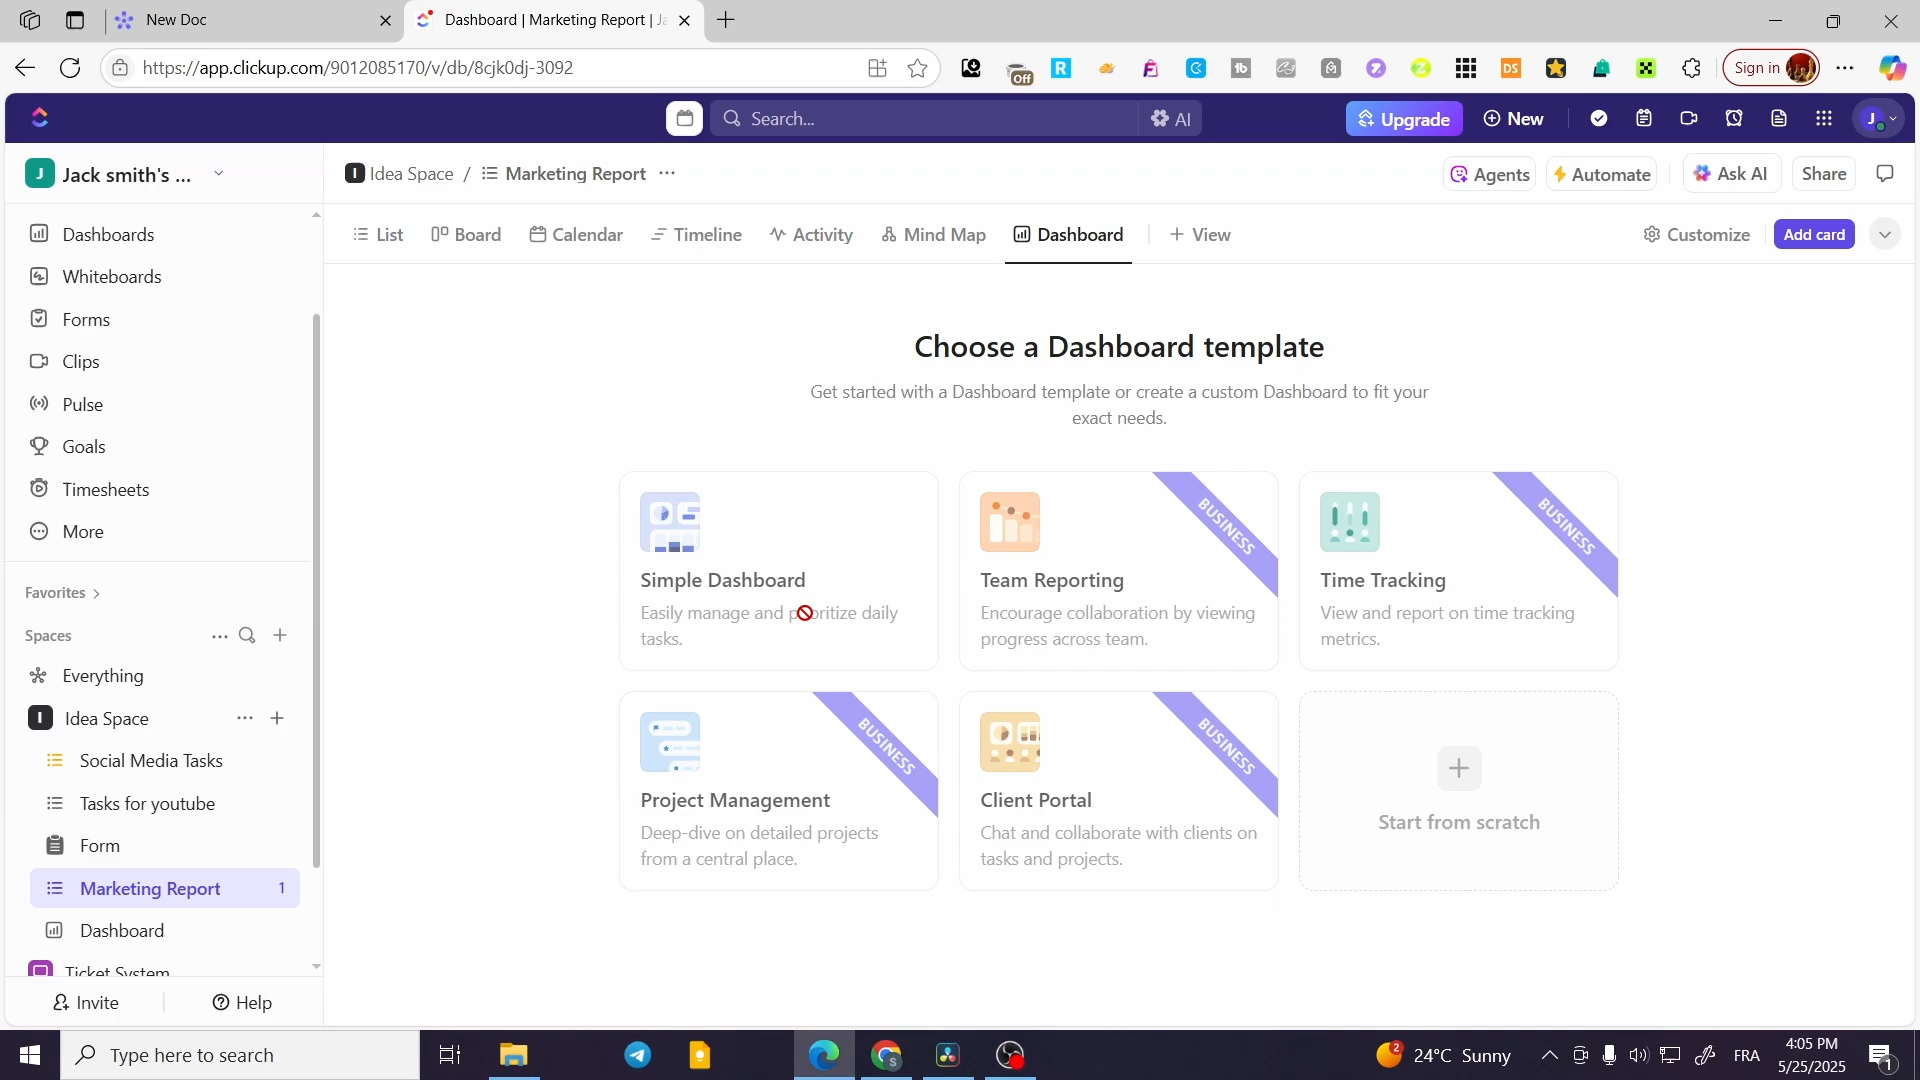 New Doc
Dashboard | Marketing Report | Ja
https://app.clickup.com/9012085170/v/db/8cjk0dj-3092
Off
Sign in
Search...
AI
Upgrade
New
J
J
Jack smith's ...
I
Idea Space / Marketing Report
Agents
Automate
Ask AI
Share
List
Board
Calendar
Timeline
Activity
Mind Map
Dashboard
View
Customize
Add card
Dashboards
Whiteboards
Forms
Clips
Pulse
Goals
Timesheets
More
Favorites
Spaces
Everything
I
Idea Space
Social Media Tasks
Tasks for youtube
Form
Marketing Report 1
Dashboard
Ticket System
Invite
Help
Choose a Dashboard template
Get started with a Dashboard template or create a custom Dashboard to fit your
exact needs.
Simple Dashboard
Easily manage and prioritize daily
tasks.
BUSINESS
Team Reporting
Encourage collaboration by viewing
progress across team.
BUSINESS
Time Tracking
View and report on time tracking
metrics.
BUSINESS
Project Management
Deep-dive on detailed projects
from a central place.
BUSINESS
Client Portal
Chat and collaborate with clients on
tasks and projects.
Start from scratch
Type here to search
2
24°C Sunny
FRA
4:05 PM
5/25/2025
1